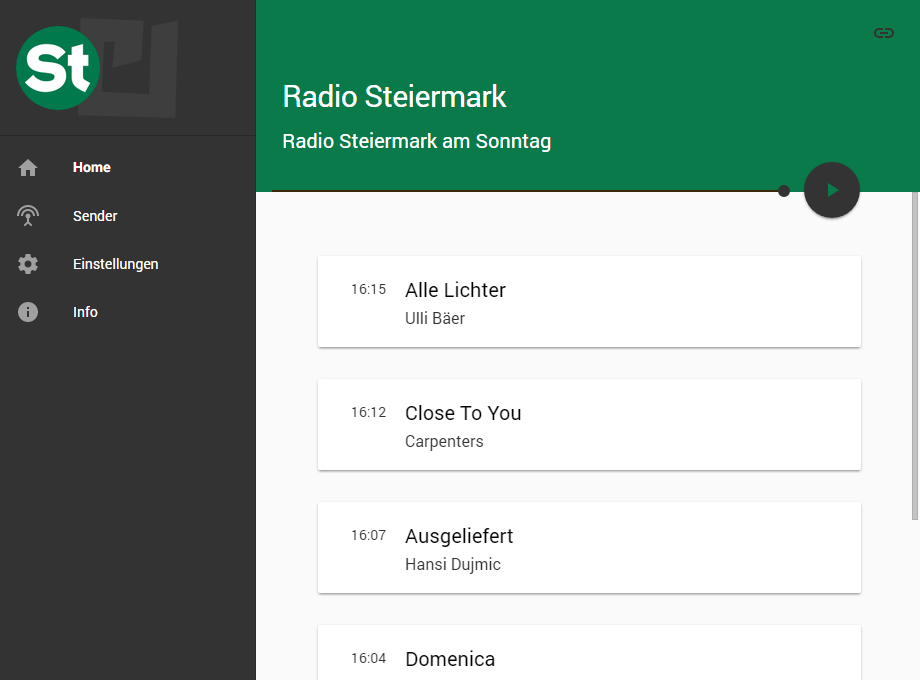 St
Home
Sender
Einstellungen
Info
Radio Steiermark
Radio Steiermark am Sonntag
16:15 Alle Lichter
Ulli Bäer
16:12 Close To You
Carpenters
16:07 Ausgeliefert
Hansi Dujmic
16:04 Domenica